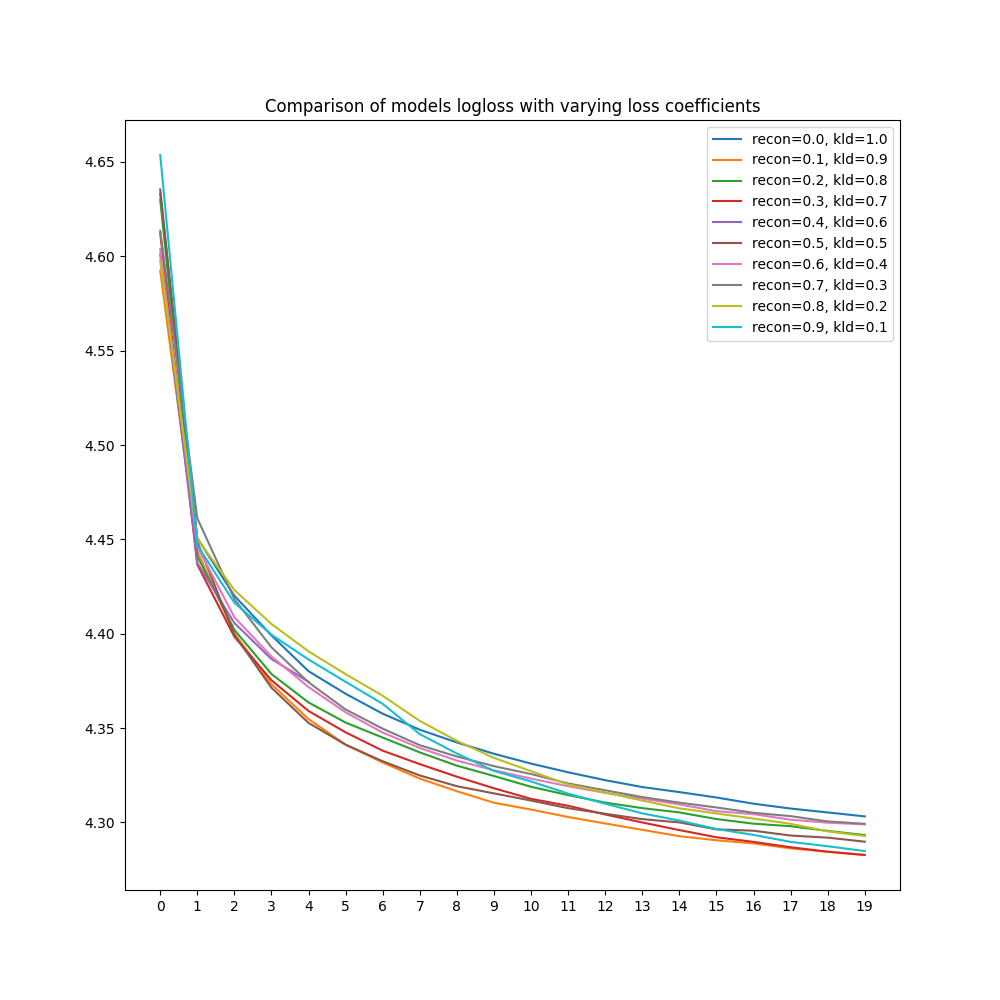 Comparison of models logloss with varying loss coefficients
recon=0.0, kld=1.0
recon=0.1, kld=0.9
recon=0.2, kld=0.8
recon=0.3, kld=0.7
recon=0.4, kld=0.6
recon=0.5, kld=0.5
recon=0.6, kld=0.4
recon=0.7, kld=0.3
recon=0.8, kld=0.2
recon=0.9, kld=0.1
4.65
4.60
4.55
4.50
4.45
4.40
4.35
4.30
0 1 2 3 4 5 6 7 8 9 10 11 12 13 14 15 16 17 18 19